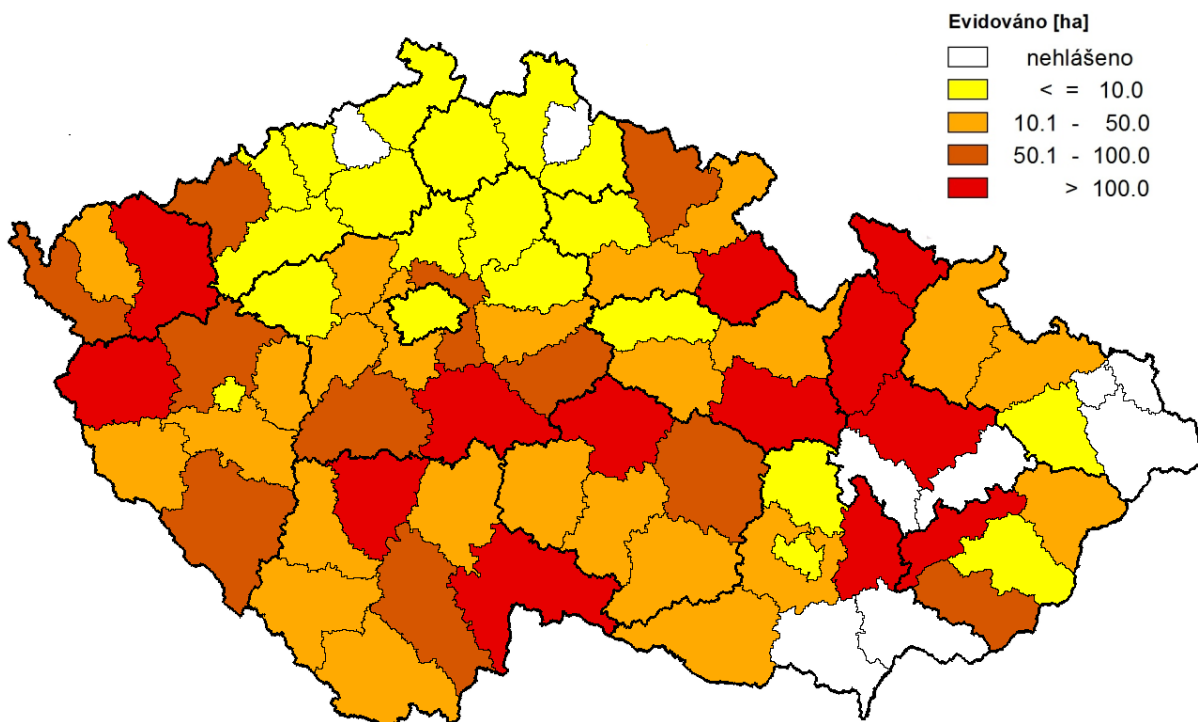 Evidováno [ha]
nehlášeno
< = 10.0
10.1 - 50.0
50.1 - 100.0
> 100.0